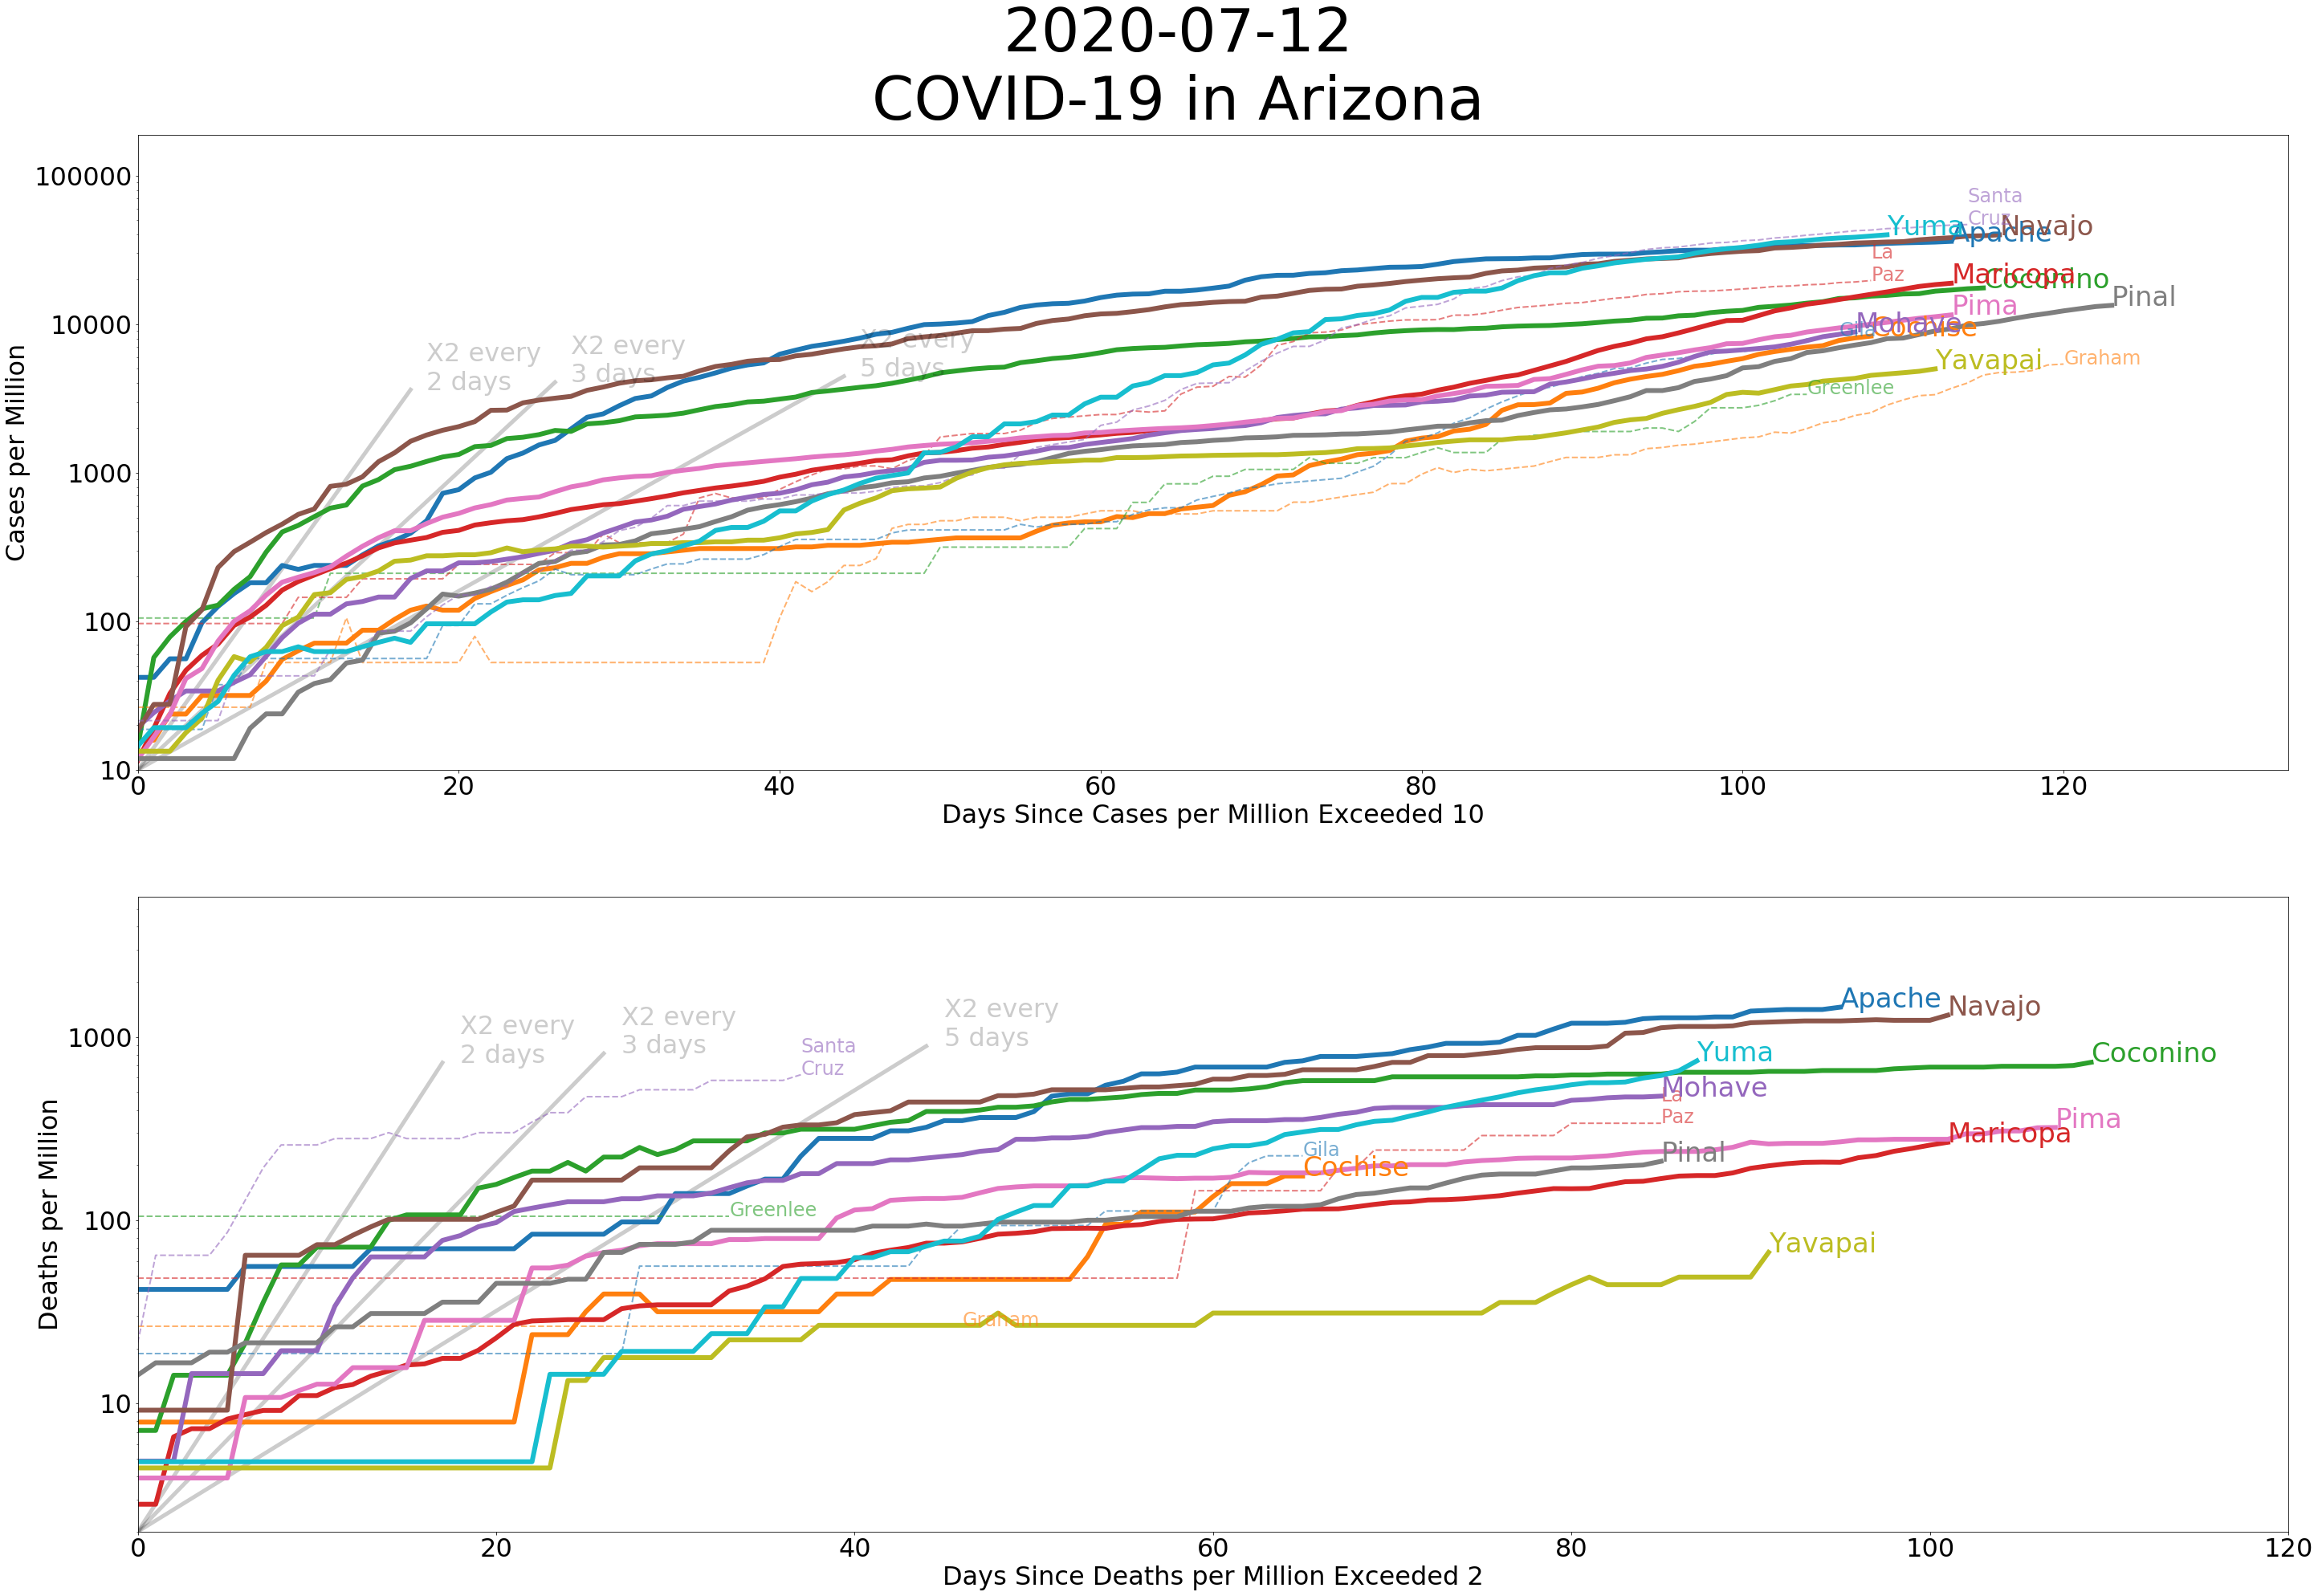 2020-07-12
COVID-19 in Arizona
100000
10000
1000
100
10
Cases per Million
X2 every
2 days
X2 every
3 days
X2 every
5 days
Santa
Cruz
Yuma
Navajo
Apache
La
Paz
Maricopa
Coconino
Pinal
Pima
Mohave
Gila
Cochise
Yavapai
Graham
Greenlee
0 20 40 60 80 100 120
Days Since Cases per Million Exceeded 10
1000
100
10
Deaths per Million
X2 every
2 days
X2 every
3 days
X2 every
5 days
Santa
Cruz
Apache
Navajo
Yuma
Coconino
Mohave
La
Paz
Pima
Maricopa
Gila
Pinal
Cochise
Greenlee
Yavapai
Graham
0 20 40 60 80 100 120
Days Since Deaths per Million Exceeded 2